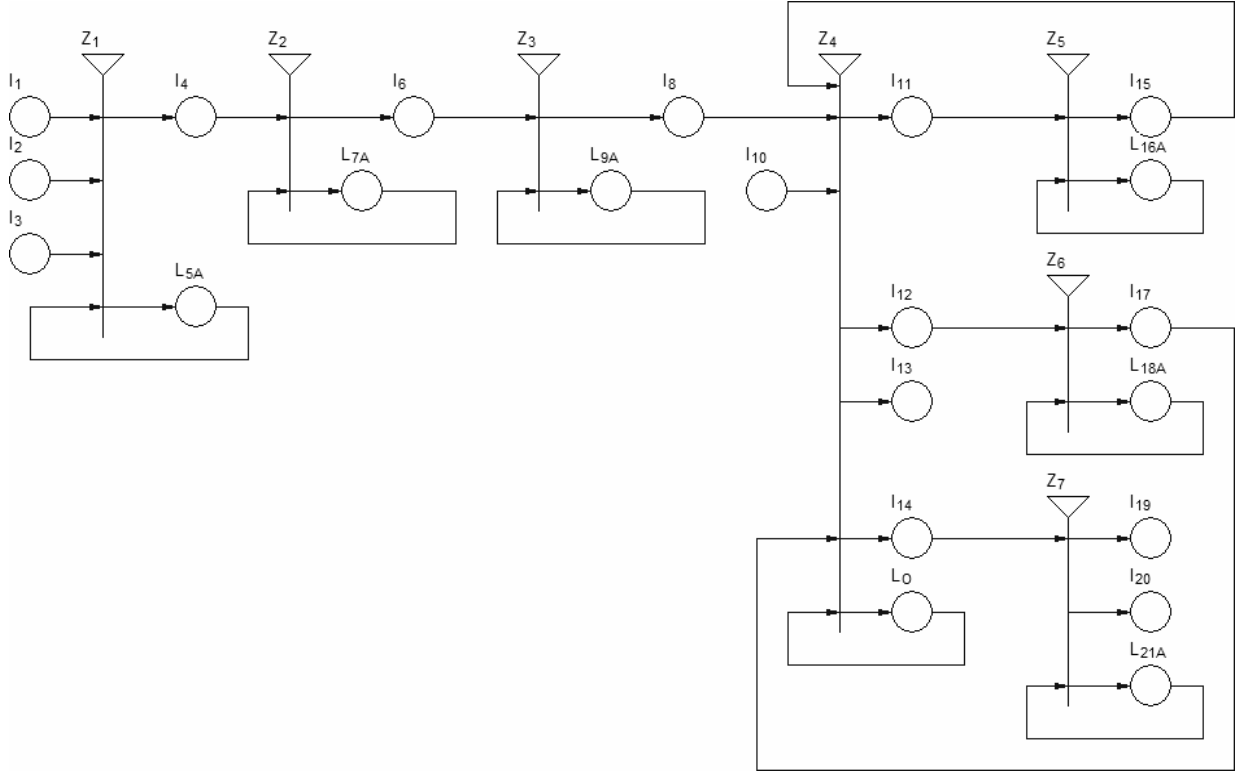 Z1 Z2 Z3 Z4 Z5
I1 I4 I6 I8 I11 I15
I2 L7A L9A I10 L16A
I3
L5A
Z6
I12 I17
I13 L18A
Z7
I14 I19
LO I20
L21A